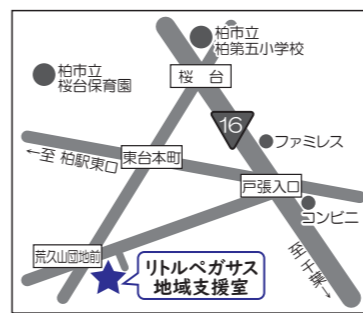 柏市立
柏第五小学校
柏市立
桜台保育園
桜台
16
ファミレス
←至 柏駅東口
東台本町
戸張入口
コンビニ
至千葉→
荒久山団地前
リトルペガサス
地域支援室